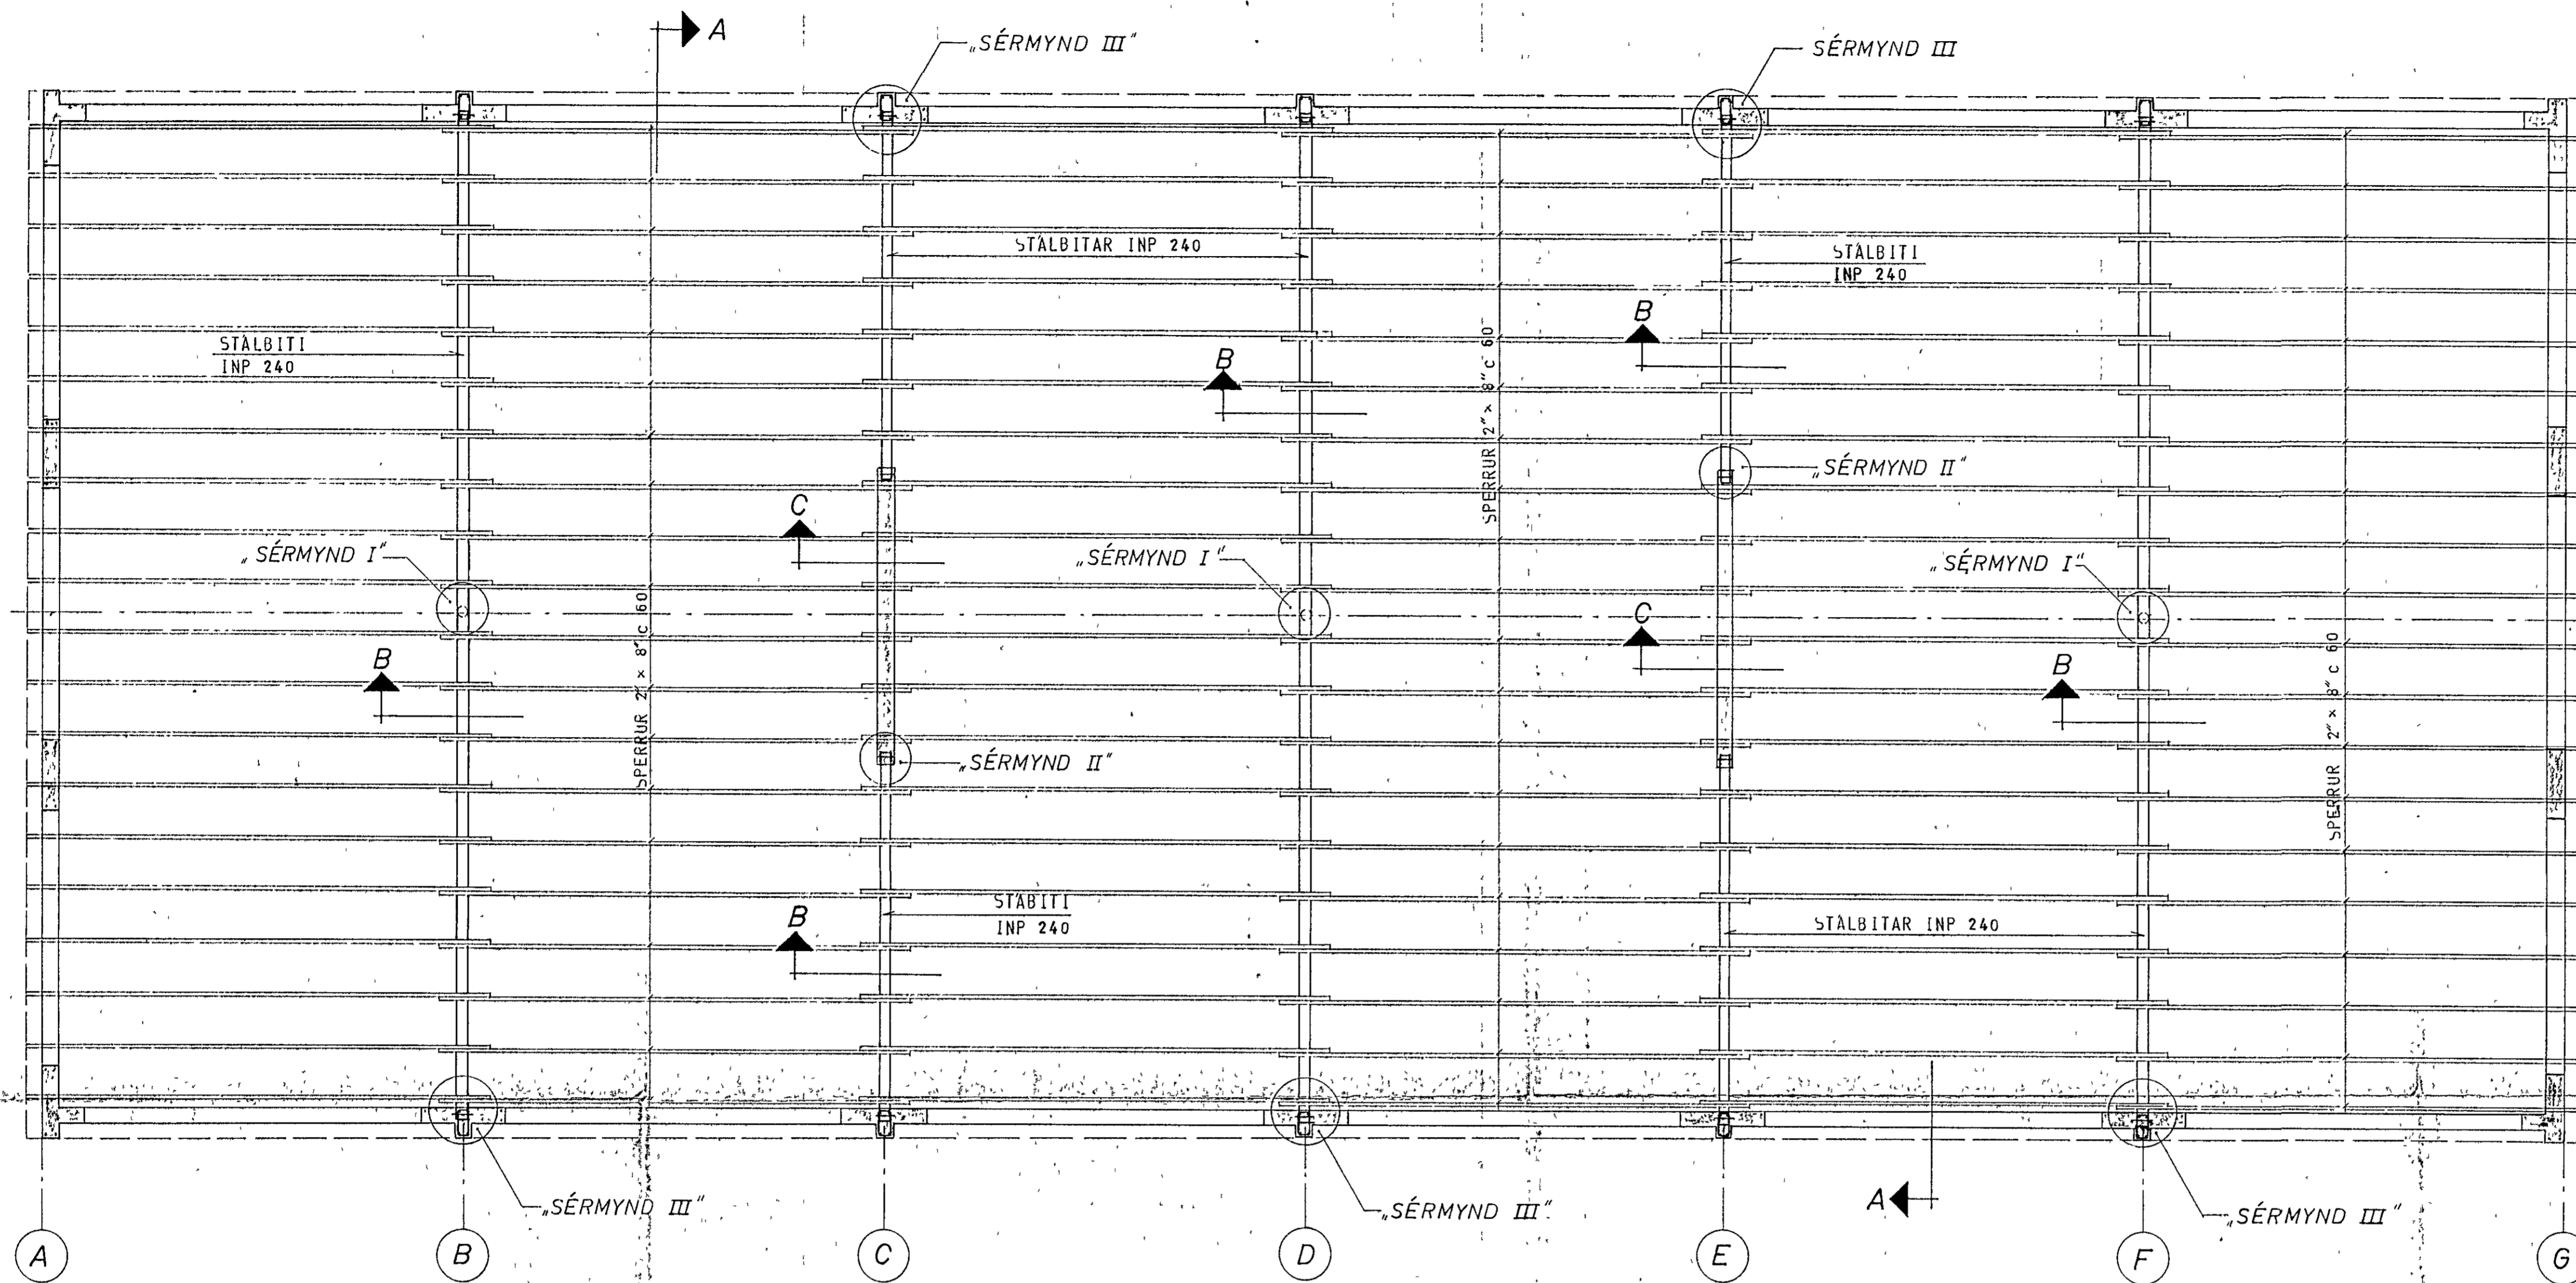 A
„SÉRMYND III"
SÉRMYND III
STÁLBITAR INP 240
STÁLBITI
INP 240
B
STÁLBITI
INP 240
B
SPERRUR 2" × 8" c 60
„SÉRMYND II"
C
„SÉRMYND I"
„SÉRMYND I"
„SÉRMYND I"
SPERRUR 2" × 8" c 60
C
B
B
SPERRUR 2" × 8" c 60
„SÉRMYND II"
STÁBITI
INP 240
B
STÁLBITAR INP 240
„SÉRMYND III"
„SÉRMYND III"
A
„SÉRMYND III"
A
B
C
D
E
F
G